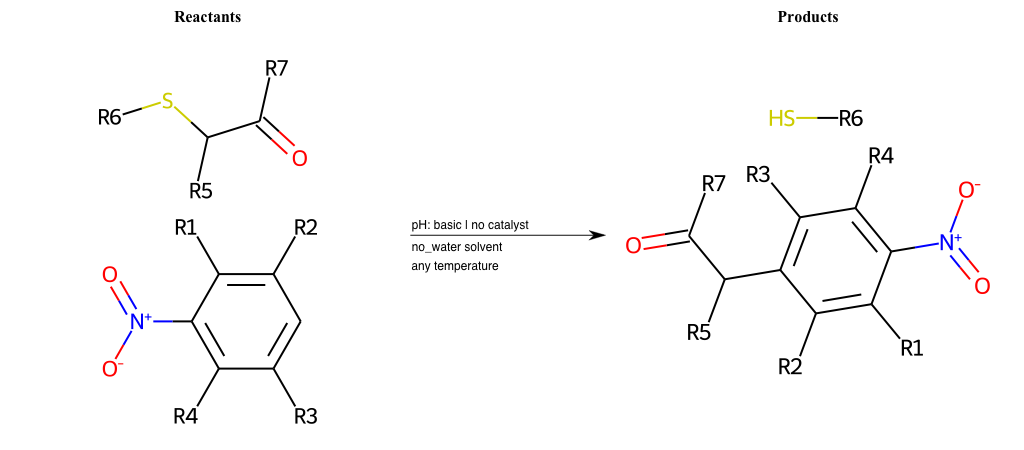 Reactants
Products
R7
S
R6
O
R5
R1
R2
O
N+
O-
R4
R3
pH: basic | no catalyst
no_water solvent
any temperature
HS
R6
R4
R3
R7
O-
O
N+
O
R5
R1
R2